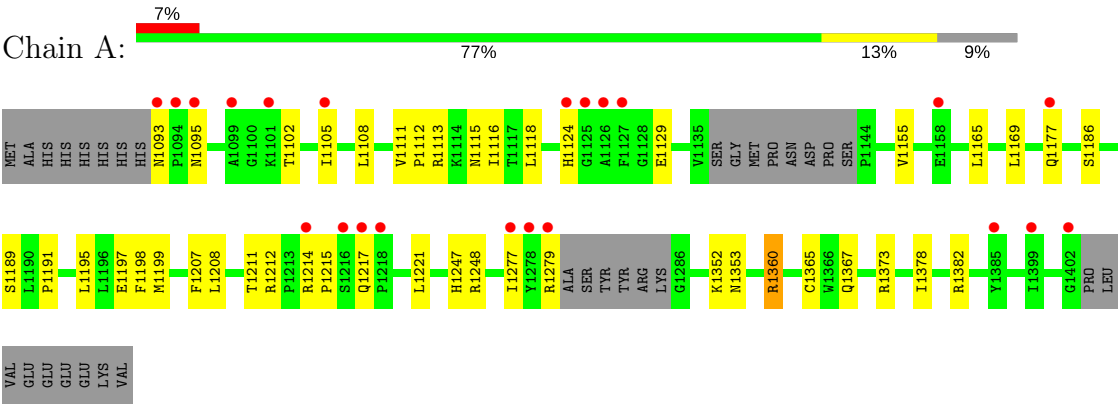 7%
Chain A:
77% 13% 9%
MET ALA HIS HIS HIS HIS HIS HIS N1093 P1094 N1095 A1099 G1100 K1101 T1102 I1105 L1108 V1111 P1112 R1113 K1114 N1115 I1116 T1117 L1118 H1124 G1125 A1126 F1127 G1128 E1129 V1135 SER GLY MET PRO ASN ASP PRO SER P1144 V1155 E1158 L1165 L1169 Q1177 S1186
S1189 L1190 P1191 L1195 L1196 E1197 F1198 M1199 F1207 L1208 T1211 R1212 P1213 R1214 P1215 S1216 Q1217 P1218 L1221 H1247 R1248 I1277 Y1278 R1279 ALA SER TYR TYR ARG LYS G1286 K1352 N1353 R1360 C1365 W1366 Q1367 R1373 I1378 R1382 Y1385 I1399 G1402 PRO LEU
VAL GLU GLU GLU GLU LYS VAL